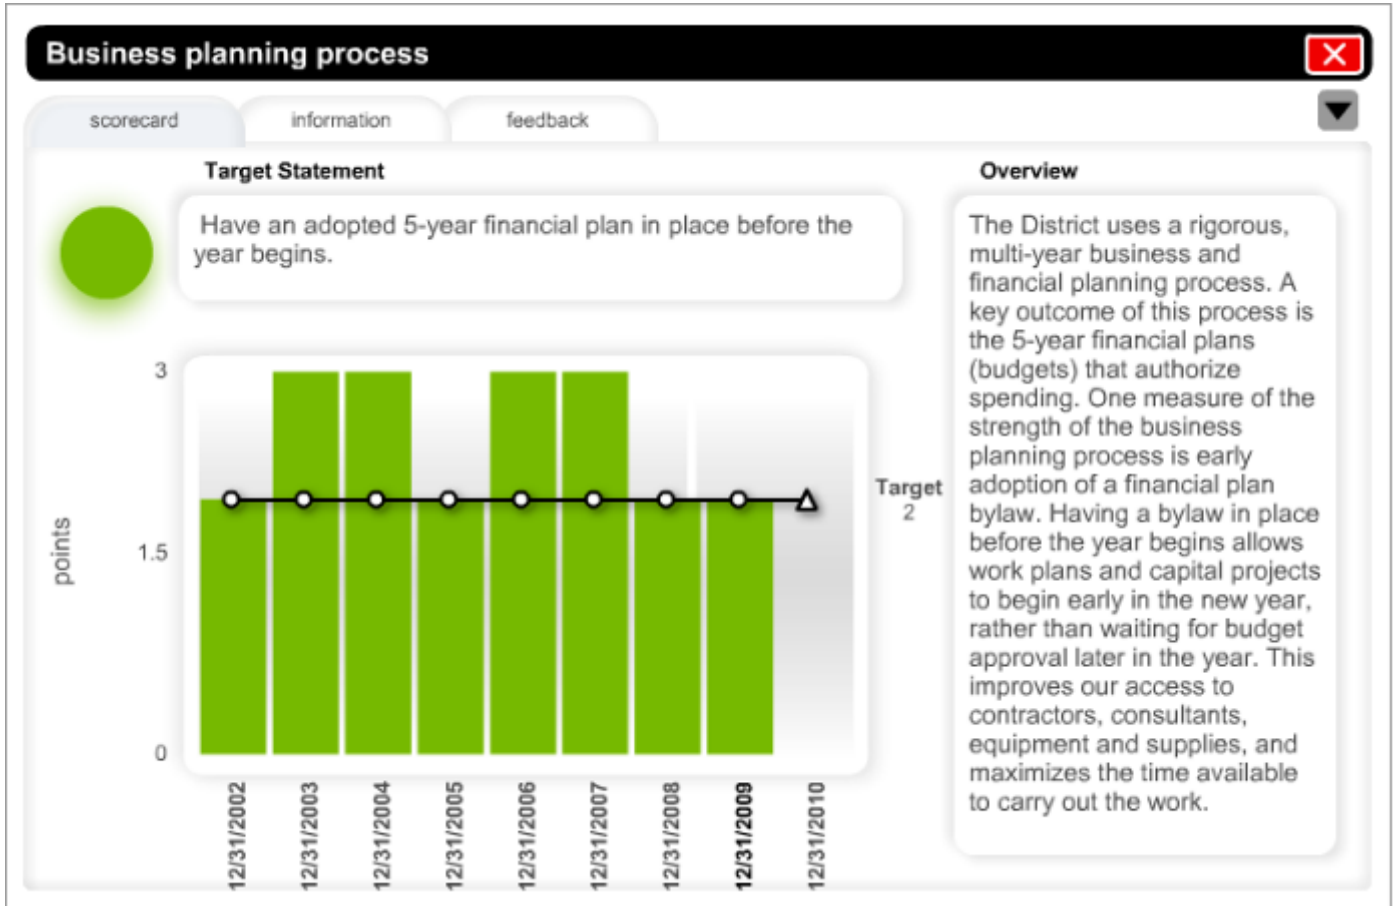 Business planning process
scorecard
information
feedback
Target Statement
Have an adopted 5-year financial plan in place before the
year begins.
3
1.5
0
points
Target
2
12/31/2002
12/31/2003
12/31/2004
12/31/2005
12/31/2006
12/31/2007
12/31/2008
12/31/2009
12/31/2010
Overview
The District uses a rigorous,
multi-year business and
financial planning process. A
key outcome of this process is
the 5-year financial plans
(budgets) that authorize
spending. One measure of the
strength of the business
planning process is early
adoption of a financial plan
bylaw. Having a bylaw in place
before the year begins allows
work plans and capital projects
to begin early in the new year,
rather than waiting for budget
approval later in the year. This
improves our access to
contractors, consultants,
equipment and supplies, and
maximizes the time available
to carry out the work.